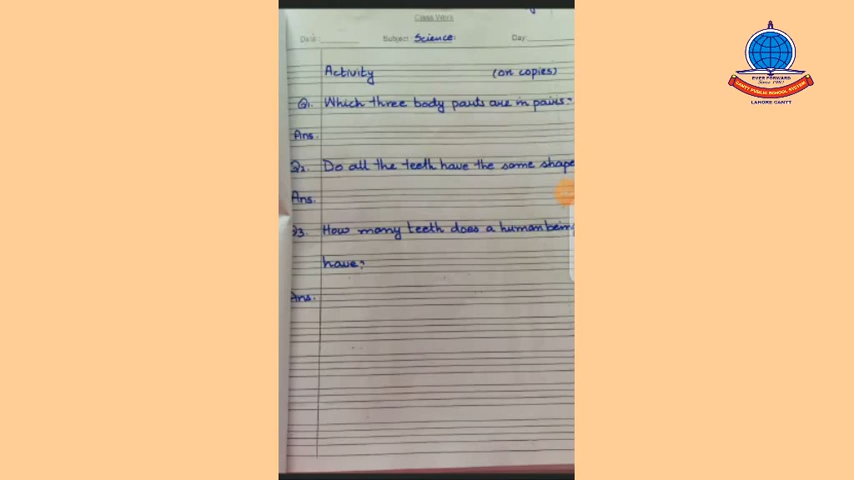 Class Work
Date: Subject: Science: Day:
Activity (on copies)
Q1. Which three body parts are in pairs?
Ans.
Q2. Do all the teeth have the same shape
Ans.
Q3. How many teeth does a human being
have?
Ans.
EVER FORWARD
Since 1982
CANTT PUBLIC SCHOOL SYSTEM
LAHORE CANTT